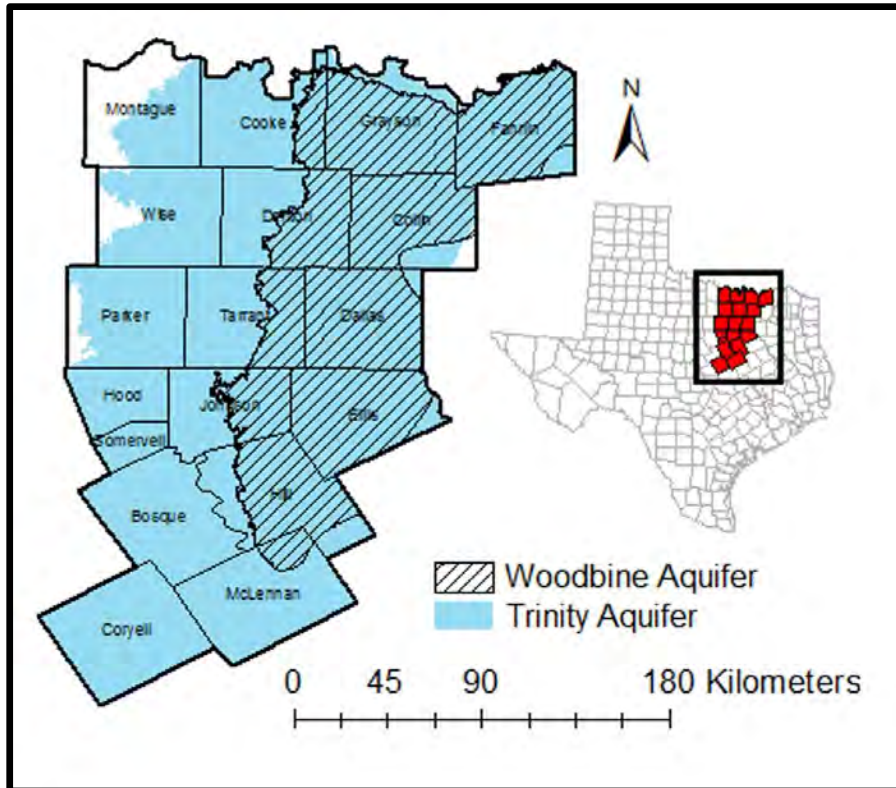 N
Montague
Cooke
Grayson
Fannin
Wise
Denton
Collin
Parker
Tarrant
Dallas
Hood
Johnson
Ellis
Somervell
Hill
Bosque
McLennan
Coryell
Woodbine Aquifer
Trinity Aquifer
0 45 90 180 Kilometers